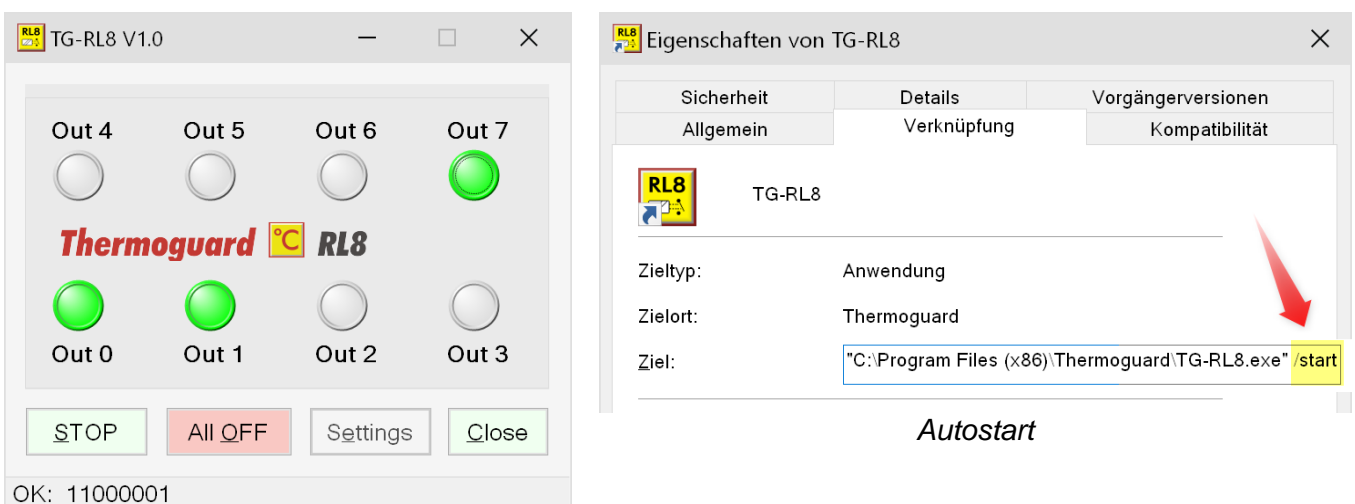 RL8 TG-RL8 V1.0
Out 4 Out 5 Out 6 Out 7
Thermoguard °C RL8
Out 0 Out 1 Out 2 Out 3
STOP All OFF Settings Close
OK: 11000001
RL8 Eigenschaften von TG-RL8
Sicherheit Details Vorgängerversionen
Allgemein Verknüpfung Kompatibilität
RL8 TG-RL8
Zieltyp: Anwendung
Zielort: Thermoguard
Ziel: "C:\Program Files (x86)\Thermoguard\TG-RL8.exe" /start
Autostart